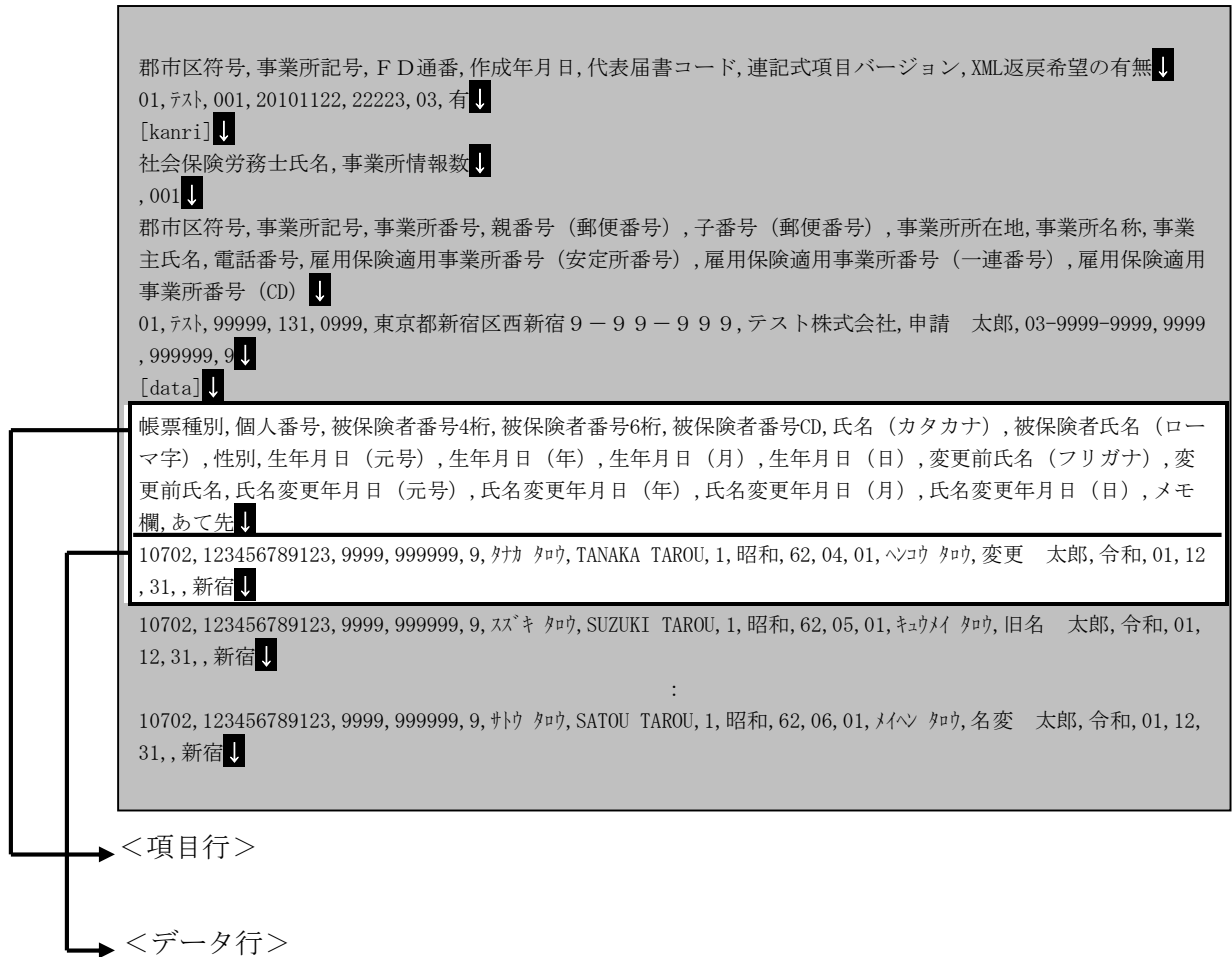 郡市区符号,事業所記号,ＦＤ通番,作成年月日,代表届書コード,連記式項目バージョン,XML返戻希望の有無↓
01,ﾃｽﾄ,001,20101122,22223,03,有↓
[kanri]↓
社会保険労務士氏名,事業所情報数↓
,001↓
郡市区符号,事業所記号,事業所番号,親番号（郵便番号）,子番号（郵便番号）,事業所所在地,事業所名称,事業
主氏名,電話番号,雇用保険適用事業所番号（安定所番号）,雇用保険適用事業所番号（一連番号）,雇用保険適用
事業所番号（CD）↓
01,ﾃｽﾄ,99999,131,0999,東京都新宿区西新宿９－９９－９９９,テスト株式会社,申請　太郎,03-9999-9999,9999
,999999,9↓
[data]↓
帳票種別,個人番号,被保険者番号4桁,被保険者番号6桁,被保険者番号CD,氏名（カタカナ）,被保険者氏名（ロー
マ字）,性別,生年月日（元号）,生年月日（年）,生年月日（月）,生年月日（日）,変更前氏名（フリガナ）,変
更前氏名,氏名変更年月日（元号）,氏名変更年月日（年）,氏名変更年月日（月）,氏名変更年月日（日）,メモ
欄,あて先↓
10702,123456789123,9999,999999,9,ﾀﾅｶ ﾀﾛｳ,TANAKA TAROU,1,昭和,62,04,01,ﾍﾝｺｳ ﾀﾛｳ,変更　太郎,令和,01,12
,31,,新宿↓
10702,123456789123,9999,999999,9,ｽｽﾞｷ ﾀﾛｳ,SUZUKI TAROU,1,昭和,62,05,01,ｷｭｳﾒｲ ﾀﾛｳ,旧名　太郎,令和,01,
12,31,,新宿↓
：
10702,123456789123,9999,999999,9,ｻﾄｳ ﾀﾛｳ,SATOU TAROU,1,昭和,62,06,01,ﾒｲﾍﾝ ﾀﾛｳ,名変　太郎,令和,01,12,
31,,新宿↓
＜項目行＞
＜データ行＞